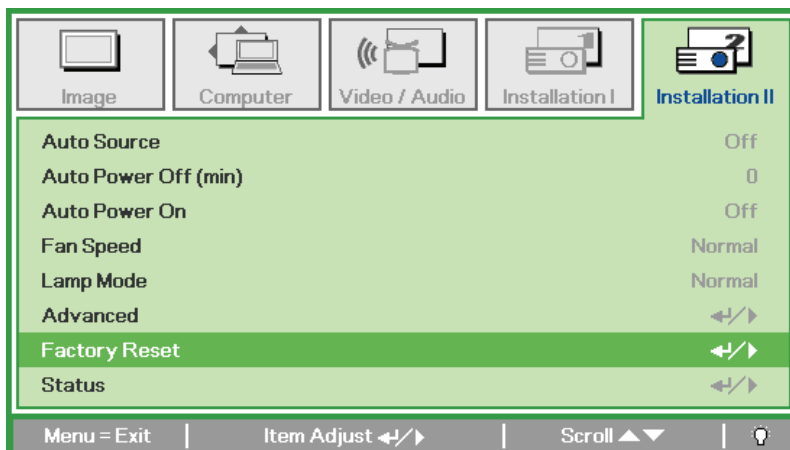 Image Computer Video / Audio Installation I Installation II
Auto Source Off
Auto Power Off (min) 0
Auto Power On Off
Fan Speed Normal
Lamp Mode Normal
Advanced ↵/▶
Factory Reset ↵/▶
Status ↵/▶
Menu = Exit Item Adjust ↵/▶ Scroll ▲▼